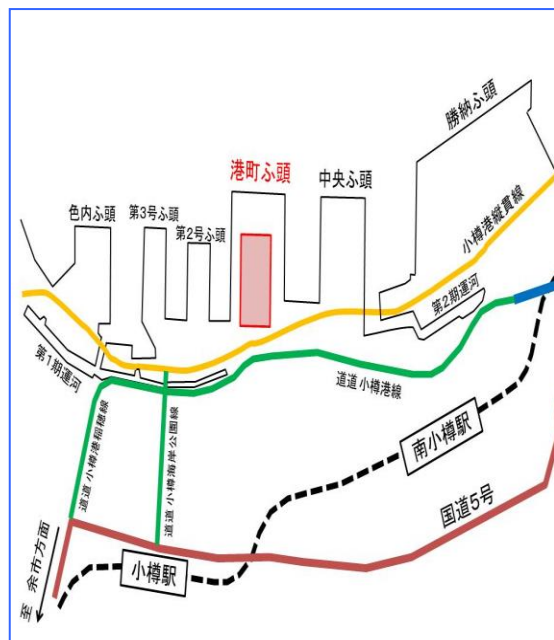 勝納ふ頭
港町ふ頭
中央ふ頭
色内ふ頭
第3号ふ頭
第2号ふ頭
小樽港縦貫線
第2期運河
第1期運河
道道 小樽港線
道道 小樽港稲穂線
道道 小樽海岸公園線
南小樽駅
国道5号
小樽駅
至 余市方面